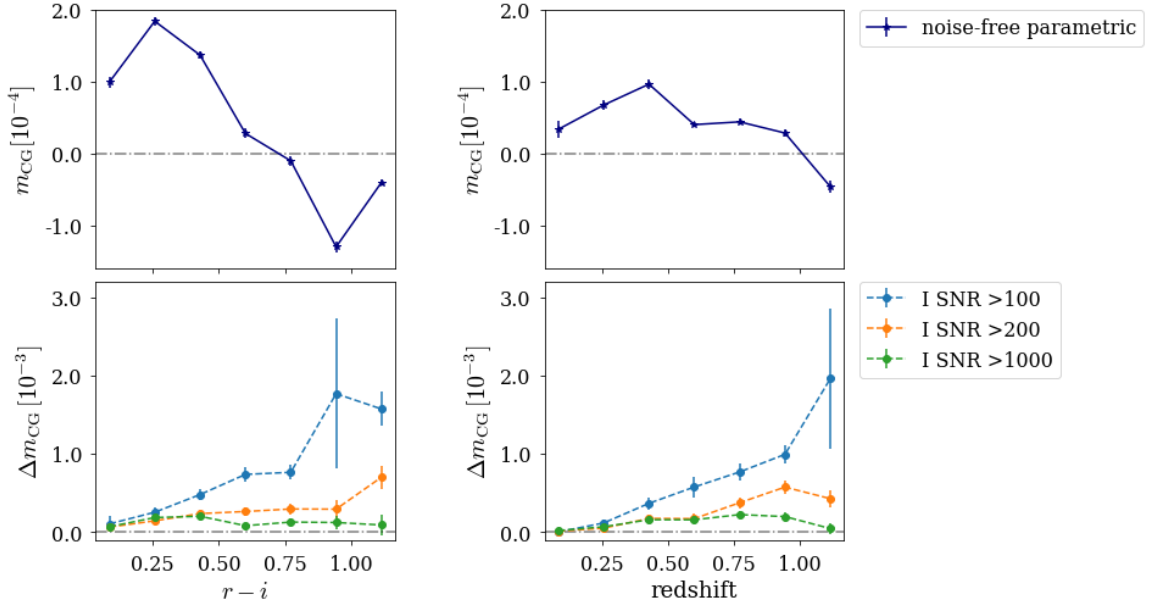 2.0
1.0
0.0
-1.0
m_CG [10⁻⁴]
2.0
1.0
0.0
-1.0
m_CG [10⁻⁴]
noise-free parametric
3.0
2.0
1.0
0.0
Δm_CG [10⁻³]
0.25 0.50 0.75 1.00
r − i
3.0
2.0
1.0
0.0
Δm_CG [10⁻³]
0.25 0.50 0.75 1.00
redshift
I SNR >100
I SNR >200
I SNR >1000